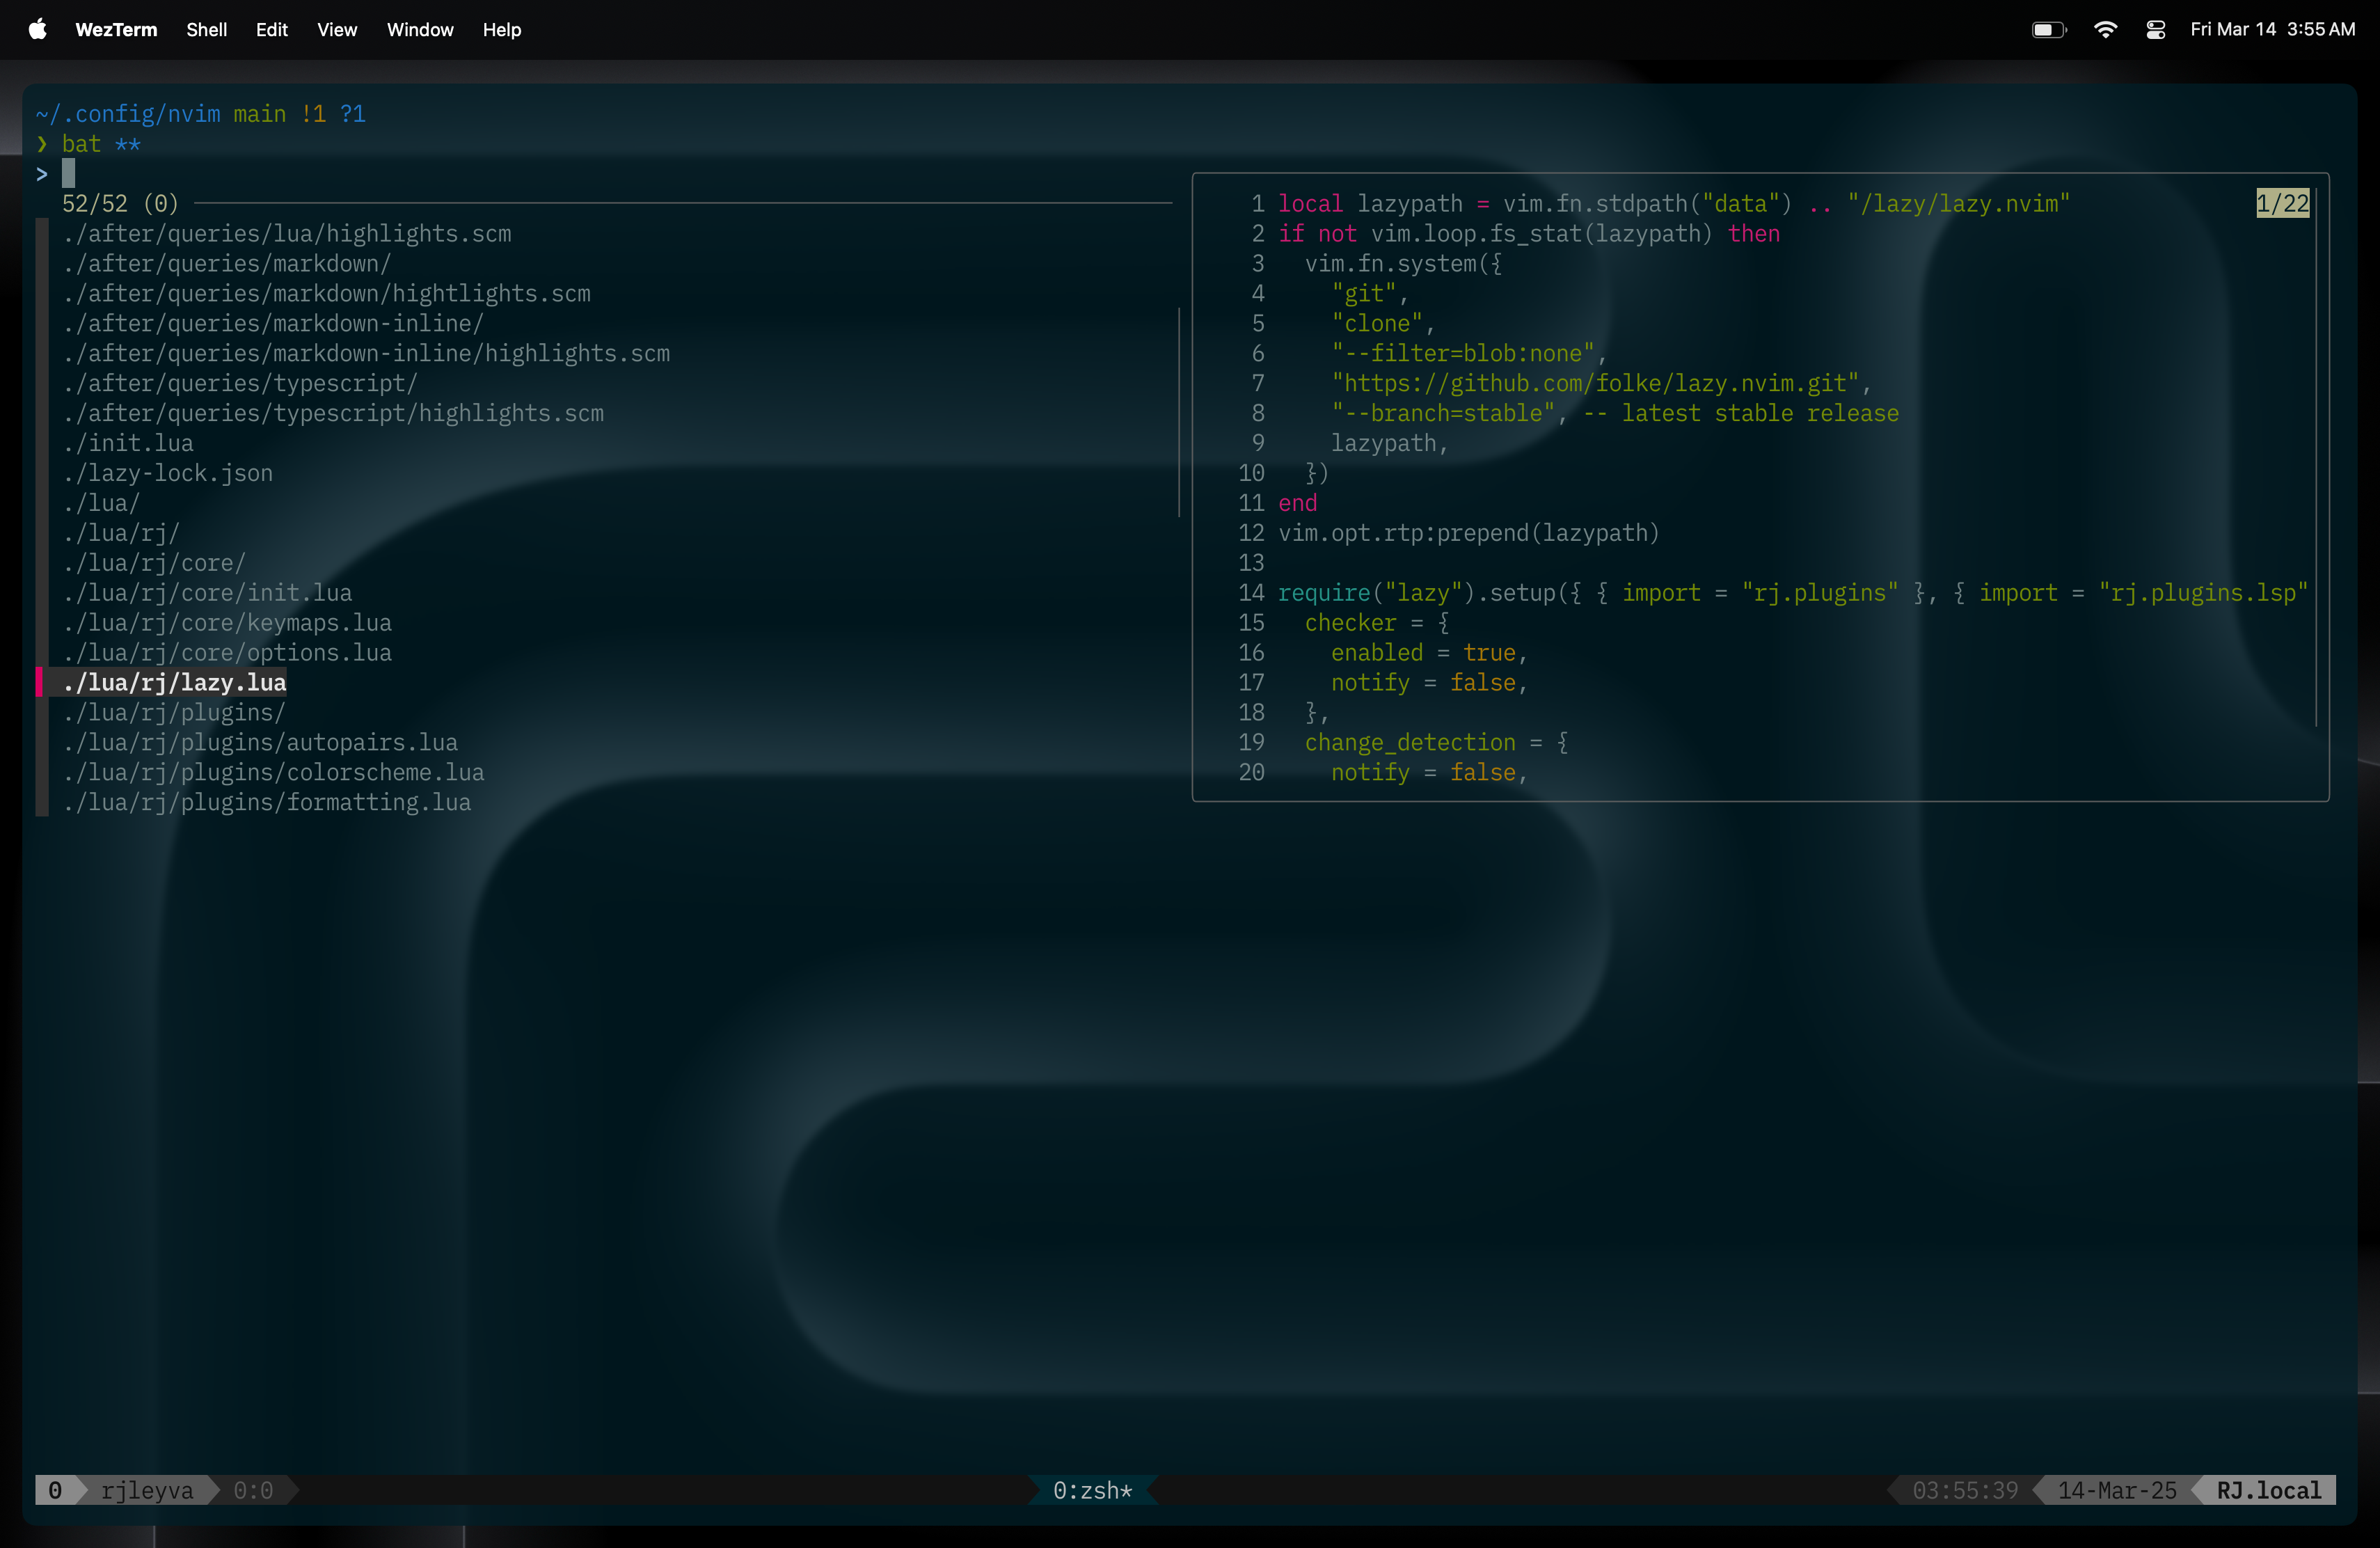 WezTerm Shell Edit View Window Help Fri Mar 14 3:55 AM
~/.config/nvim main !1 ?1
❯ bat **
>
52/52 (0)
./after/queries/lua/highlights.scm
./after/queries/markdown/
./after/queries/markdown/hightlights.scm
./after/queries/markdown-inline/
./after/queries/markdown-inline/highlights.scm
./after/queries/typescript/
./after/queries/typescript/highlights.scm
./init.lua
./lazy-lock.json
./lua/
./lua/rj/
./lua/rj/core/
./lua/rj/core/init.lua
./lua/rj/core/keymaps.lua
./lua/rj/core/options.lua
./lua/rj/lazy.lua
./lua/rj/plugins/
./lua/rj/plugins/autopairs.lua
./lua/rj/plugins/colorscheme.lua
./lua/rj/plugins/formatting.lua
1 local lazypath = vim.fn.stdpath("data") .. "/lazy/lazy.nvim" 1/22
2 if not vim.loop.fs_stat(lazypath) then
3   vim.fn.system({
4     "git",
5     "clone",
6     "--filter=blob:none",
7     "https://github.com/folke/lazy.nvim.git",
8     "--branch=stable", -- latest stable release
9     lazypath,
10   })
11 end
12 vim.opt.rtp:prepend(lazypath)
13
14 require("lazy").setup({ { import = "rj.plugins" }, { import = "rj.plugins.lsp"
15   checker = {
16     enabled = true,
17     notify = false,
18   },
19   change_detection = {
20     notify = false,
0 rjleyva 0:0 0:zsh* 03:55:39 14-Mar-25 RJ.local